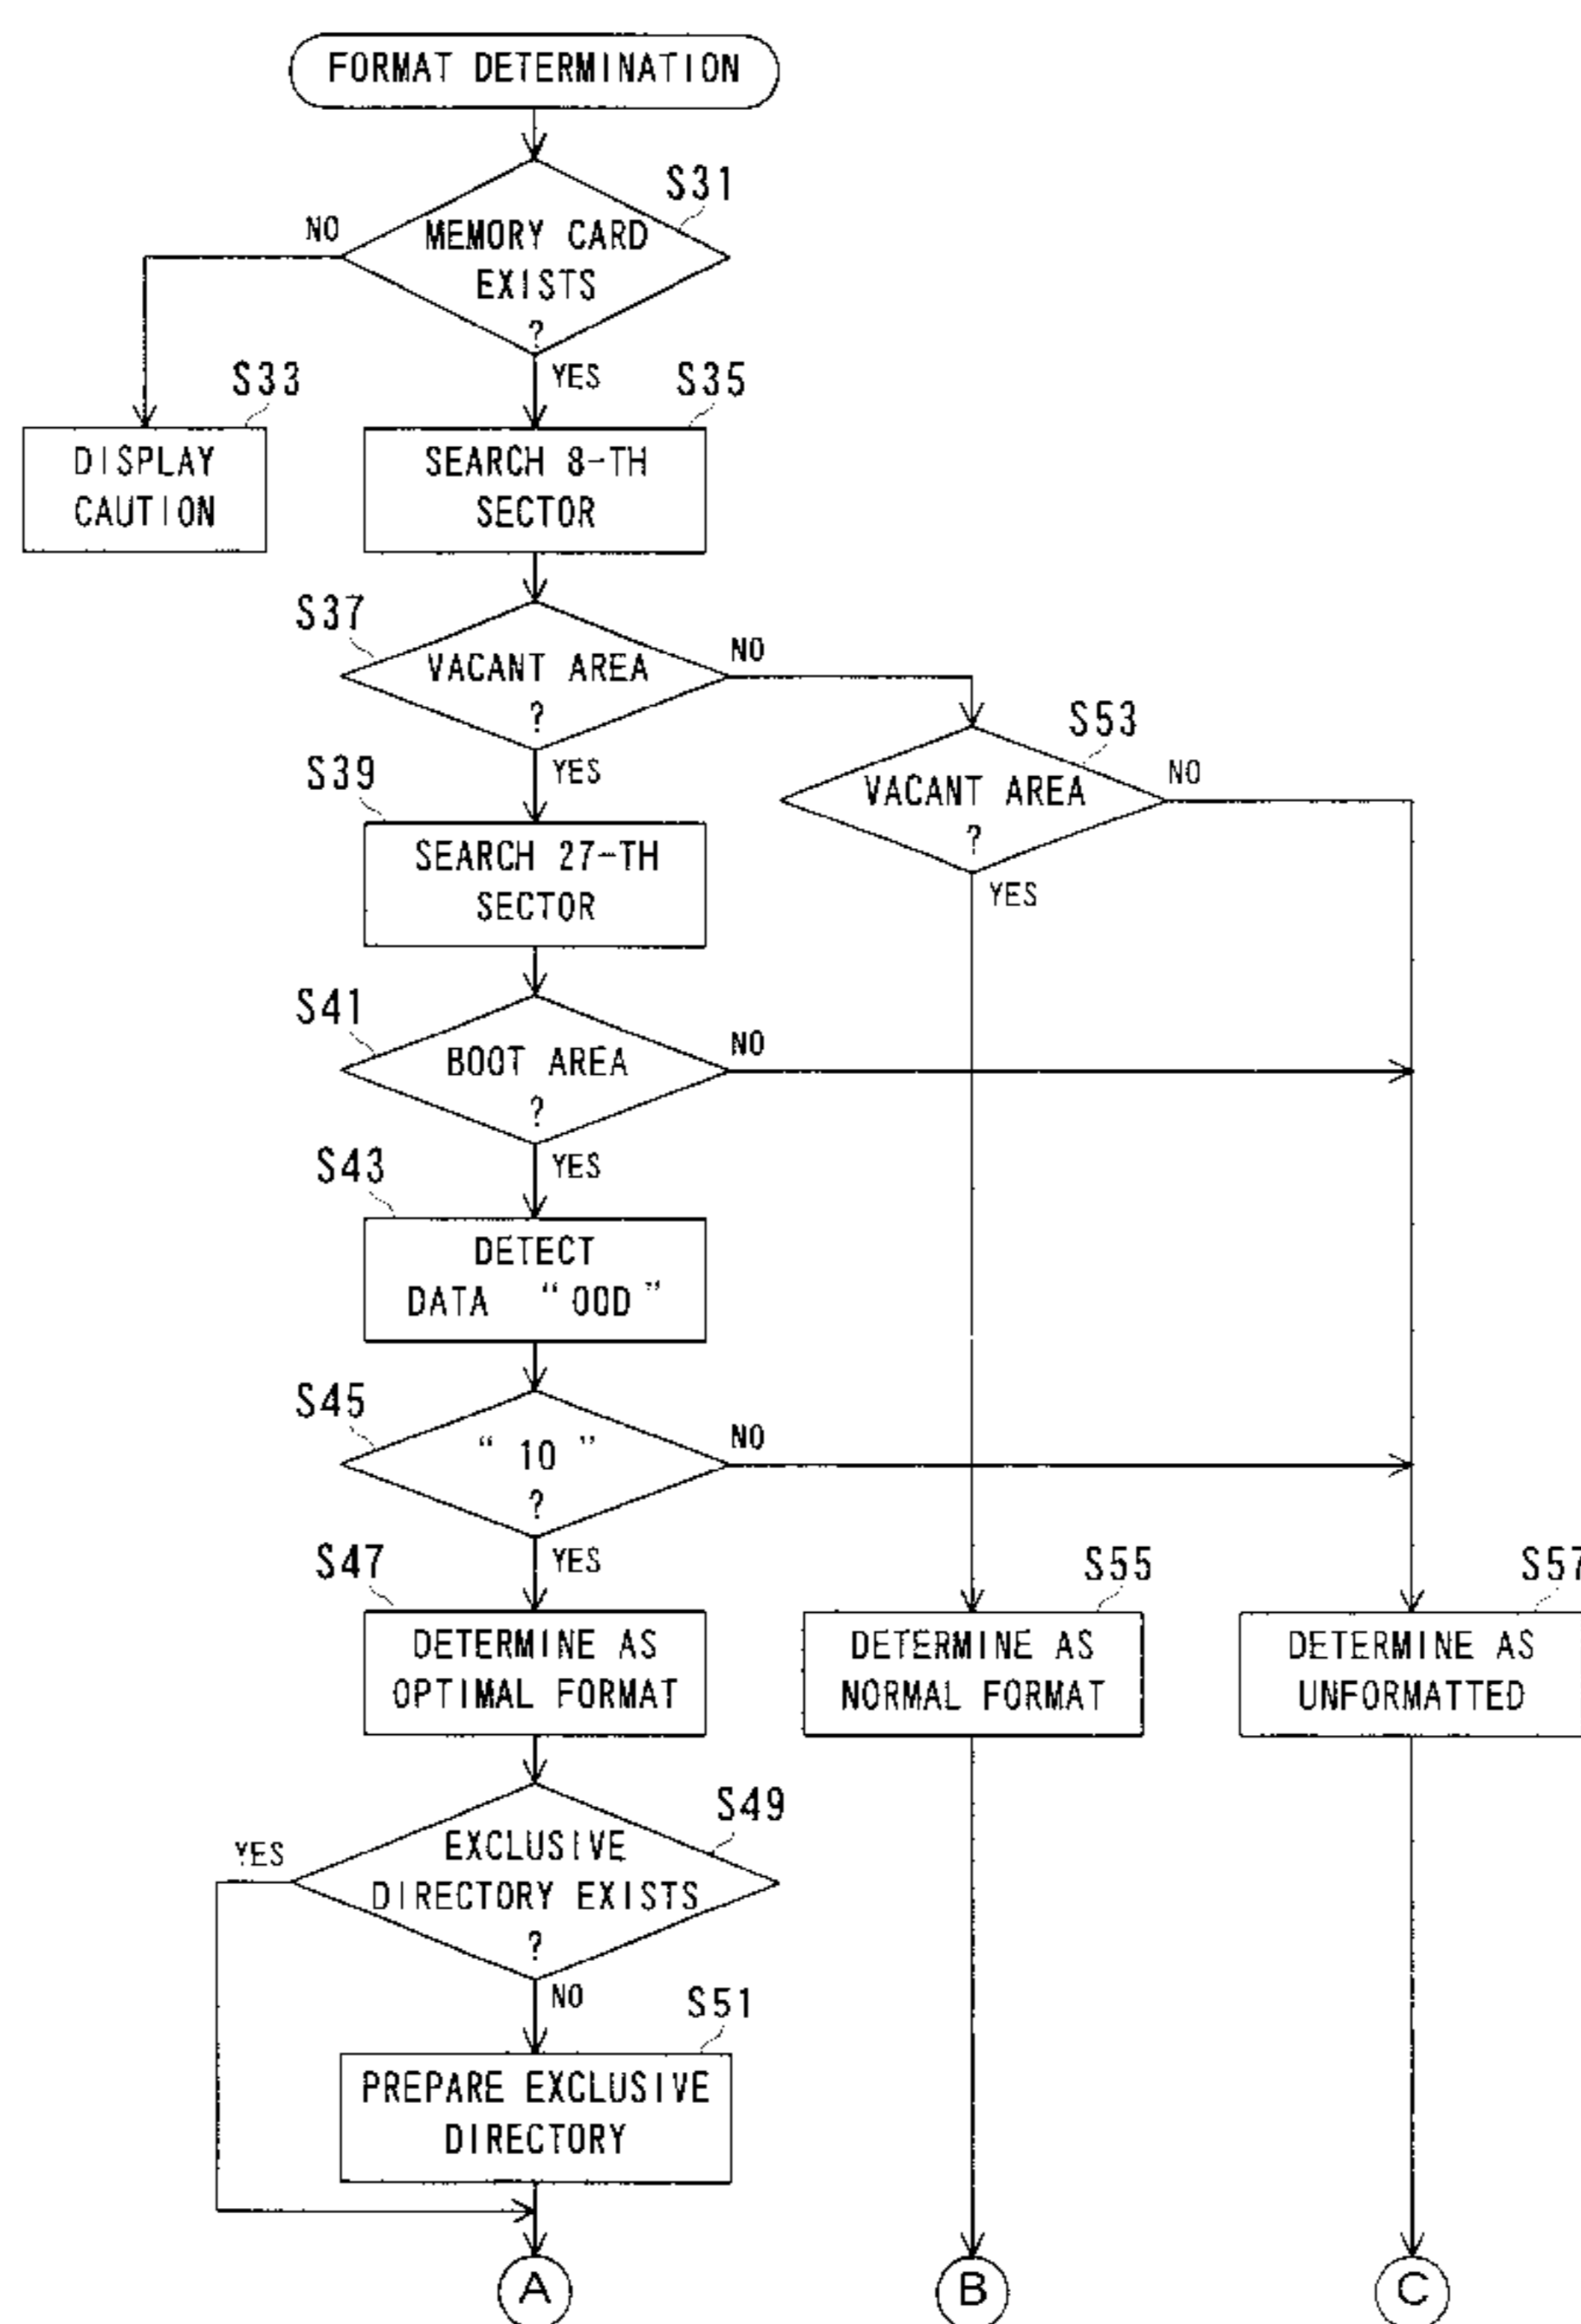 FORMAT DETERMINATION
S31
NO
MEMORY CARD
EXISTS
?
YES
S33
S35
DISPLAY
CAUTION
SEARCH 8-TH
SECTOR
S37
VACANT AREA
?
NO
YES
S53
VACANT AREA
?
NO
YES
S39
SEARCH 27-TH
SECTOR
S41
BOOT AREA
?
NO
YES
S43
DETECT
DATA “00D”
S45
“ 10 ”
?
NO
YES
S47
DETERMINE AS
OPTIMAL FORMAT
S55
DETERMINE AS
NORMAL FORMAT
S57
DETERMINE AS
UNFORMATTED
S49
YES
EXCLUSIVE
DIRECTORY EXISTS
?
NO
S51
PREPARE EXCLUSIVE
DIRECTORY
A
B
C